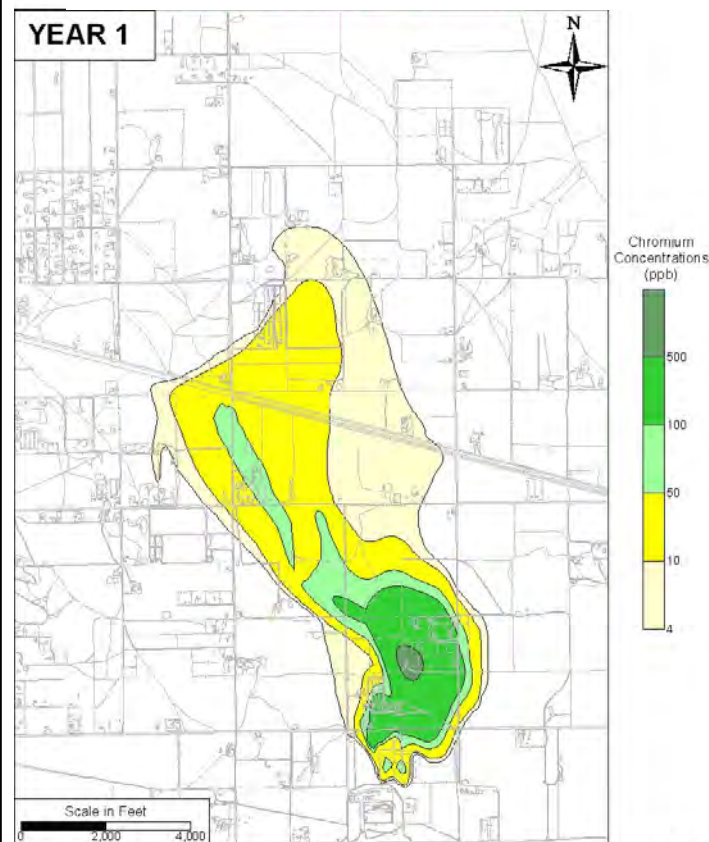 YEAR 1
N
Chromium
Concentrations
(ppb)
500
100
50
10
4
Scale in Feet
0 2,000 4,000